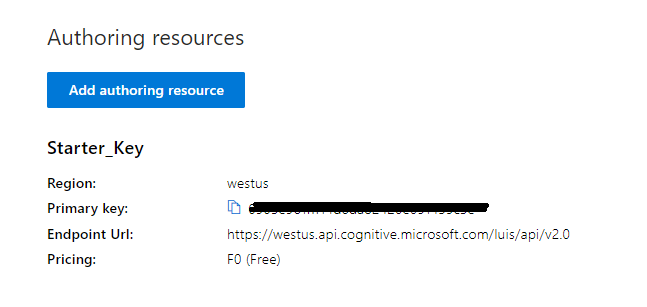 Authoring resources
Add authoring resource
Starter_Key
Region: westus
Primary key:
Endpoint Url: https://westus.api.cognitive.microsoft.com/luis/api/v2.0
Pricing: F0 (Free)